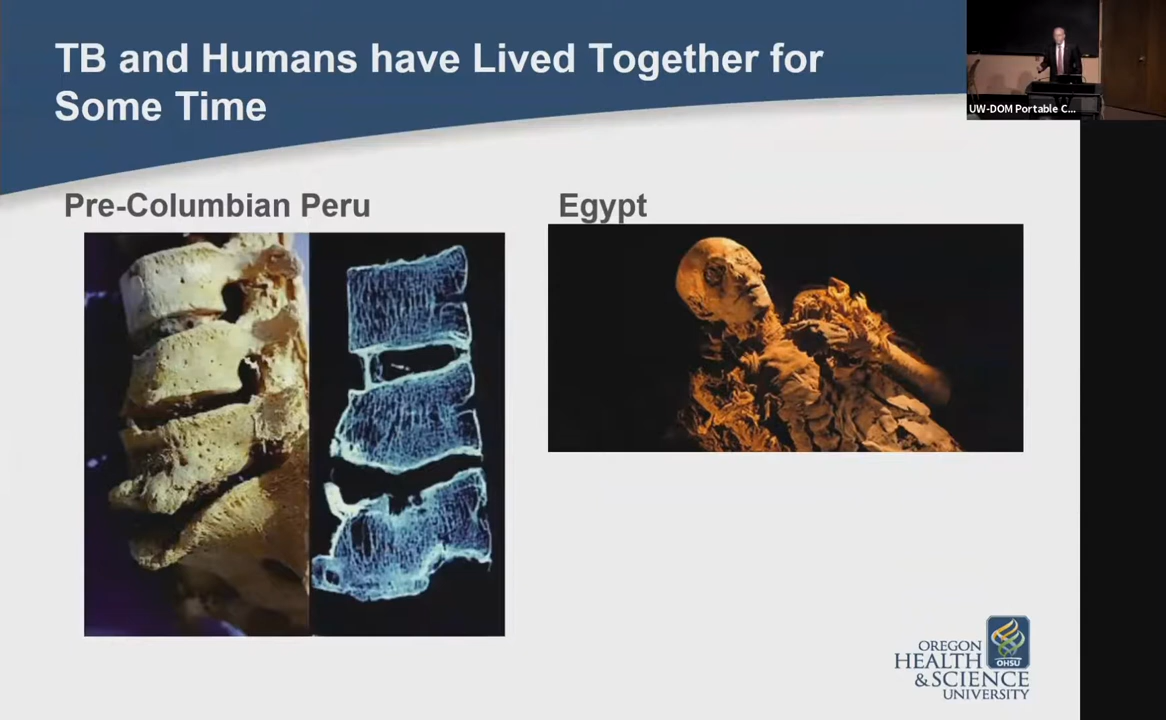 TB and Humans have Lived Together for
Some Time
UW-DOM Portable C...
Pre-Columbian Peru
Egypt
OREGON
HEALTH
&SCIENCE
UNIVERSITY
OHSU